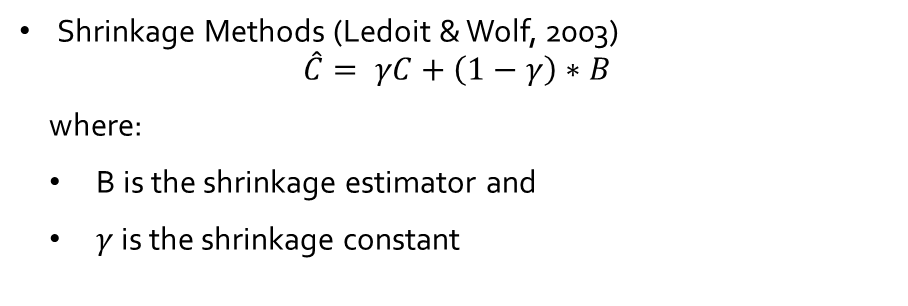 • Shrinkage Methods (Ledoit & Wolf, 2003)
Ĉ = γC + (1 − γ) ∗ B
where:
• B is the shrinkage estimator and
• γ is the shrinkage constant